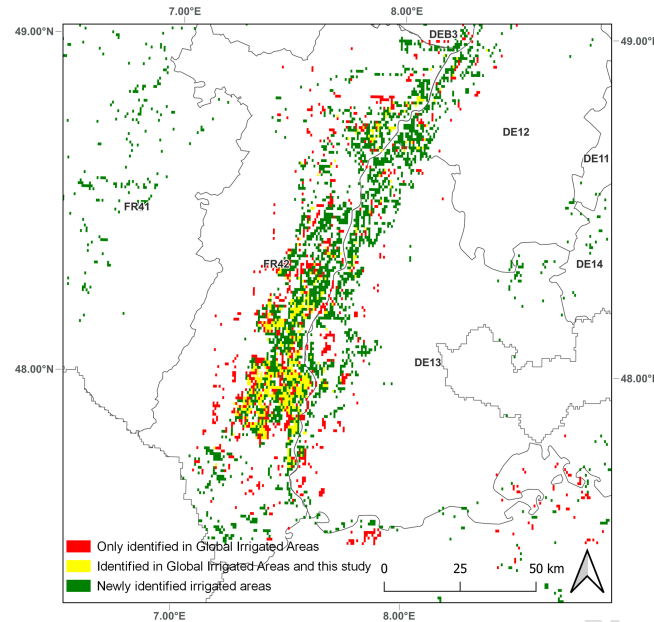 7.00°E 8.00°E
49.00°N 49.00°N
DEB3
DE12
DE11
FR41
FR42 DE14
DE13
48.00°N 48.00°N
Only identified in Global Irrigated Areas
Identified in Global Irrigated Areas and this study
Newly identified irrigated areas
0 25 50 km
7.00°E 8.00°E